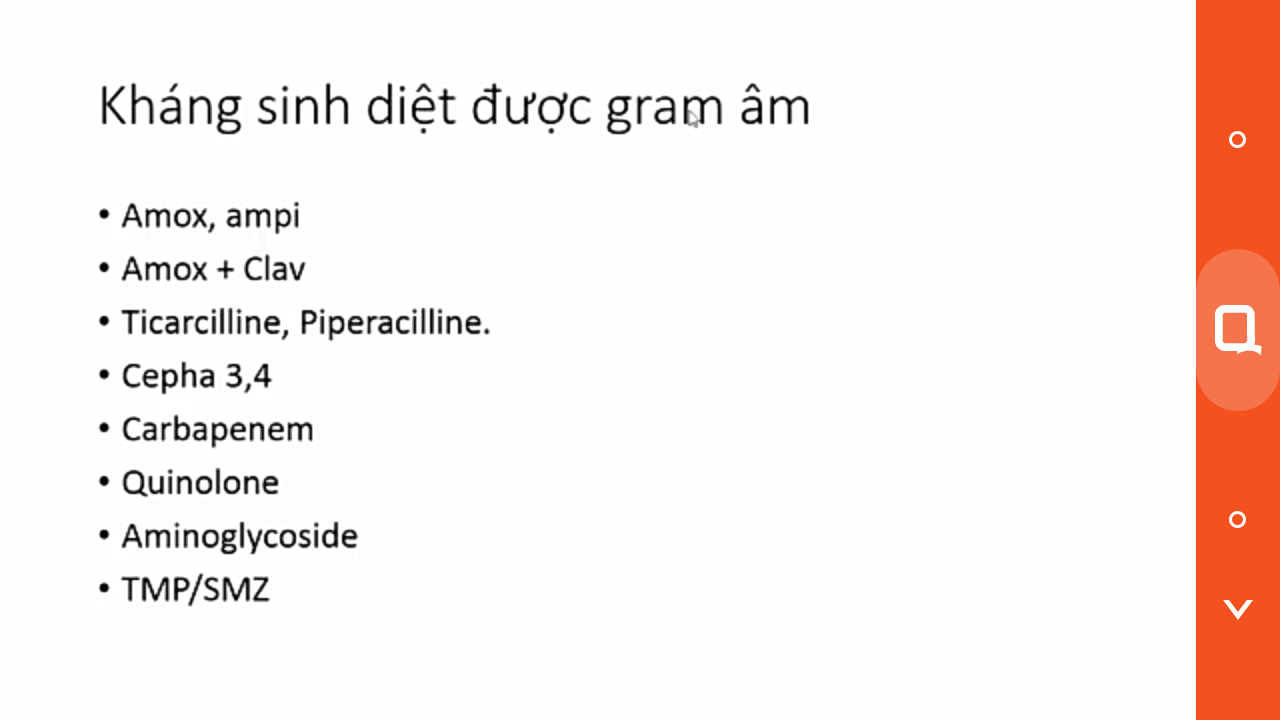 Kháng sinh diệt được gram âm
• Amox, ampi
• Amox + Clav
• Ticarcilline, Piperacilline.
• Cepha 3,4
• Carbapenem
• Quinolone
• Aminoglycoside
• TMP/SMZ